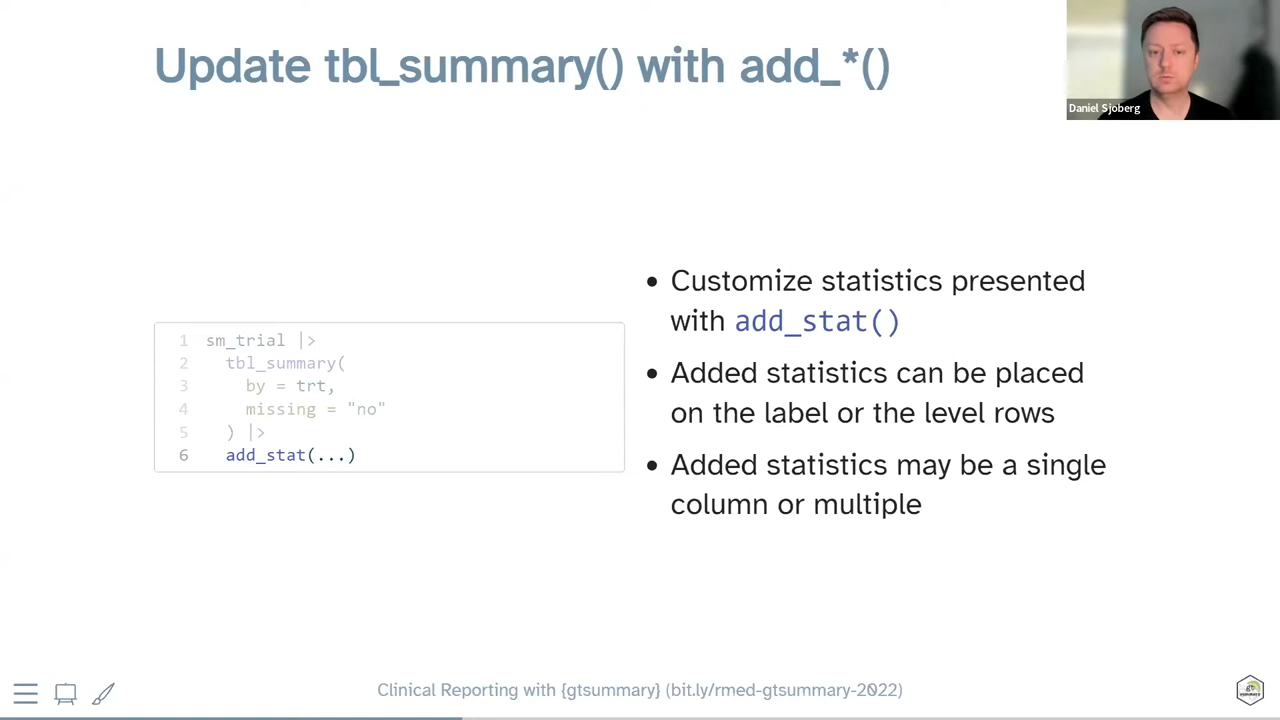 Update tbl_summary() with add_*()
Daniel Sjoberg
1 sm_trial |>
2 tbl_summary(
3 by = trt,
4 missing = "no"
5 ) |>
6 add_stat(...)
• Customize statistics presented
with add_stat()
• Added statistics can be placed
on the label or the level rows
• Added statistics may be a single
column or multiple
Clinical Reporting with {gtsummary} (bit.ly/rmed-gtsummary-2022)